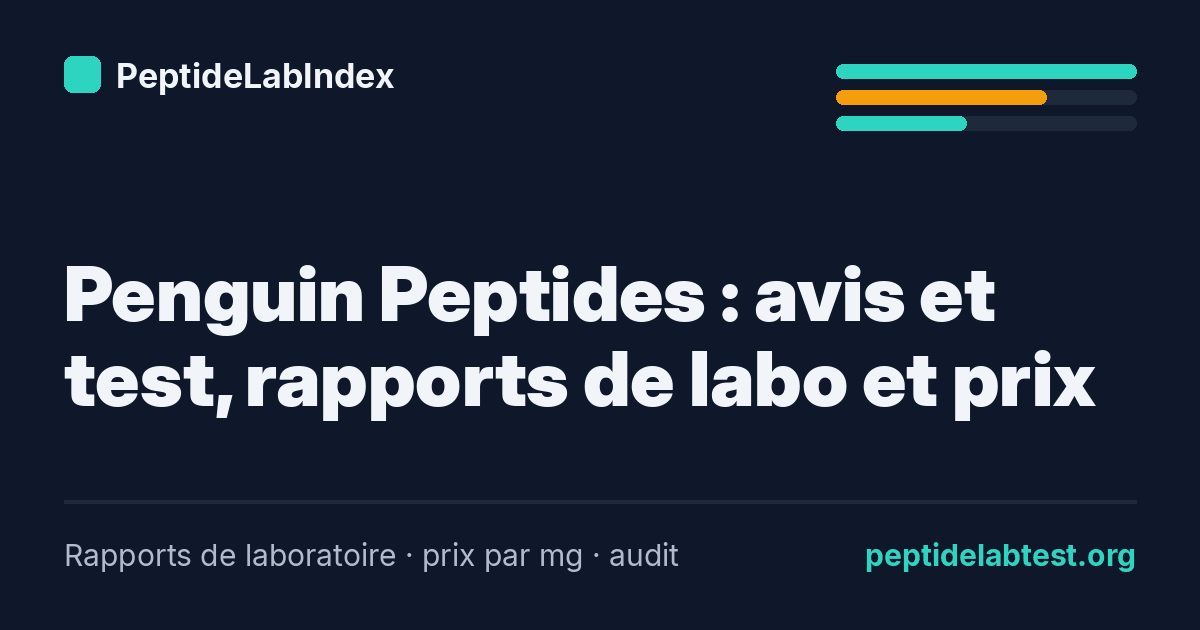 PeptideLabIndex
Penguin Peptides : avis et
test, rapports de labo et prix
Rapports de laboratoire · prix par mg · audit
peptidelabtest.org